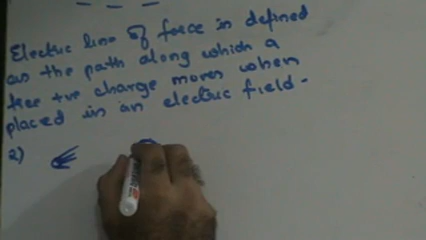 Electric line of force is defined
as the path along which a
free +ve charge moves when
placed in an electric field -
2)